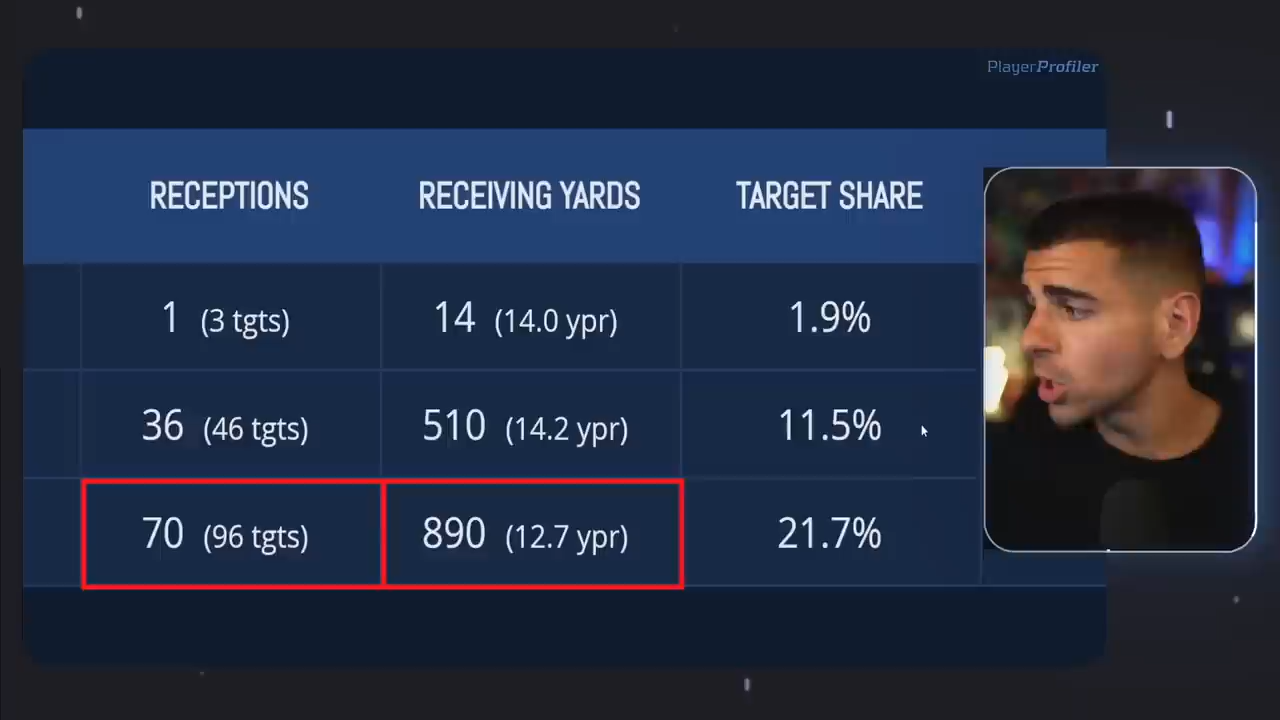 PlayerProfiler
RECEPTIONS RECEIVING YARDS TARGET SHARE
1 (3 tgts) 14 (14.0 ypr) 1.9%
36 (46 tgts) 510 (14.2 ypr) 11.5%
70 (96 tgts) 890 (12.7 ypr) 21.7%